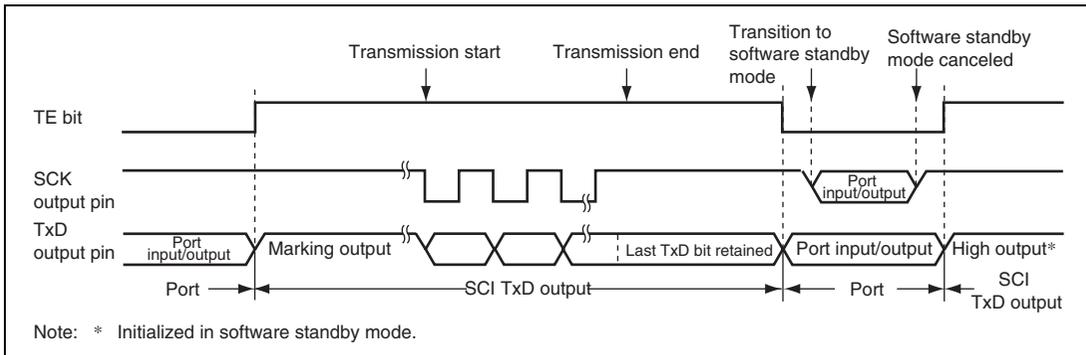 Transmission start
Transmission end
Transition to
software standby
mode
Software standby
mode canceled
TE bit
SCK
output pin
Port
input/output
TxD
output pin
Port
input/output
Marking output
Last TxD bit retained
Port input/output
High output*
Port
SCI TxD output
Port
SCI
TxD output
Note: * Initialized in software standby mode.